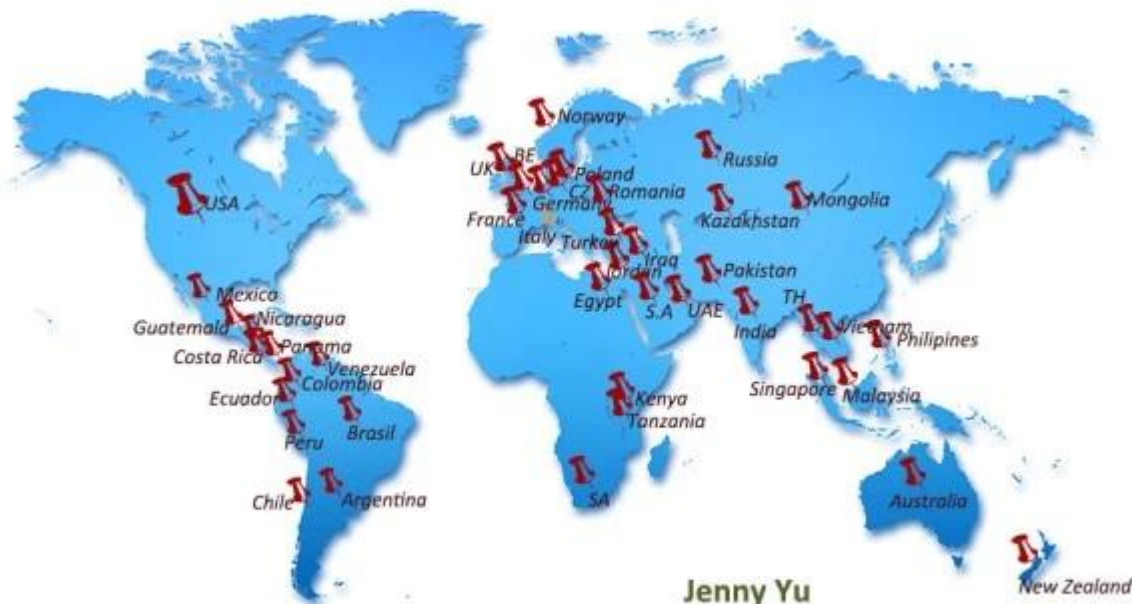 Norway
BE
UK
Poland
Russia
CZ
Romania
USA
Germany
Mongolia
France
Kazakhstan
Italy
Turkey
Iraq
Jordan
Pakistan
Mexico
Egypt
S.A
UAE
TH
Guatemala
Nicaragua
India
Vietnam
Philipines
Costa Rica
Panama
Venezuela
Singapore
Colombia
Malaysia
Ecuador
Kenya
Tanzania
Brasil
Peru
Chile
Argentina
SA
Australia
New Zealand
Jenny Yu